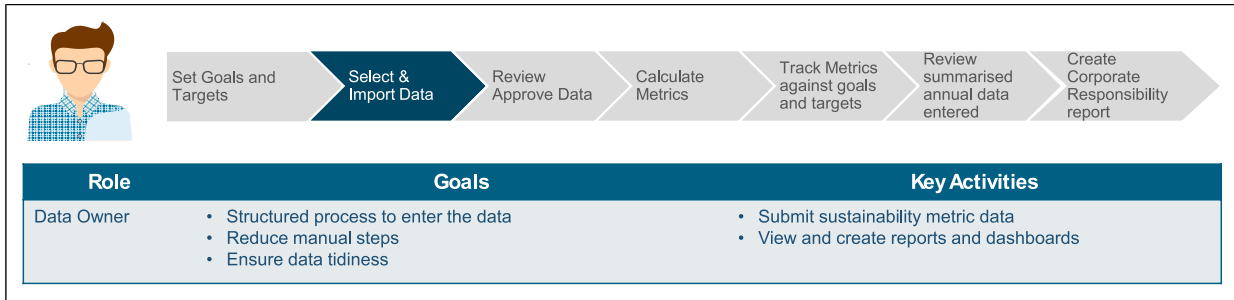 Set Goals and
Targets
Select &
Import Data
Review
Approve Data
Calculate
Metrics
Track Metrics
against goals
and targets
Review
summarised
annual data
entered
Create
Corporate
Responsibility
report
Role Goals Key Activities
Data Owner
• Structured process to enter the data
• Reduce manual steps
• Ensure data tidiness
• Submit sustainability metric data
• View and create reports and dashboards